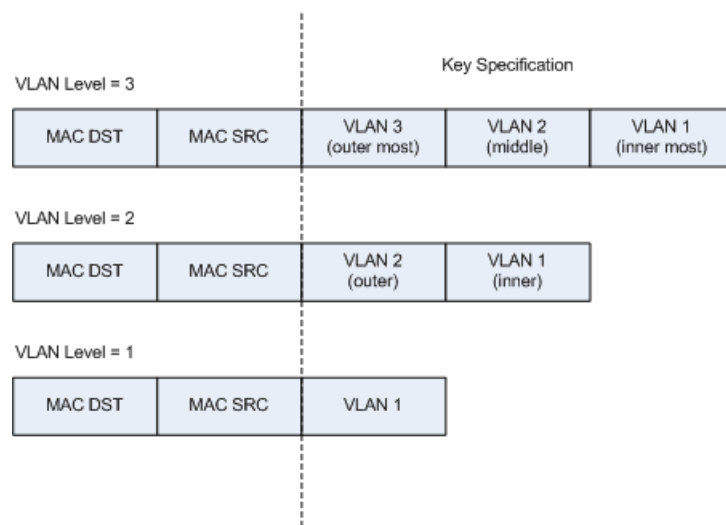 Key Specification
VLAN Level = 3
MAC DST
MAC SRC
VLAN 3
(outer most)
VLAN 2
(middle)
VLAN 1
(inner most)
VLAN Level = 2
MAC DST
MAC SRC
VLAN 2
(outer)
VLAN 1
(inner)
VLAN Level = 1
MAC DST
MAC SRC
VLAN 1